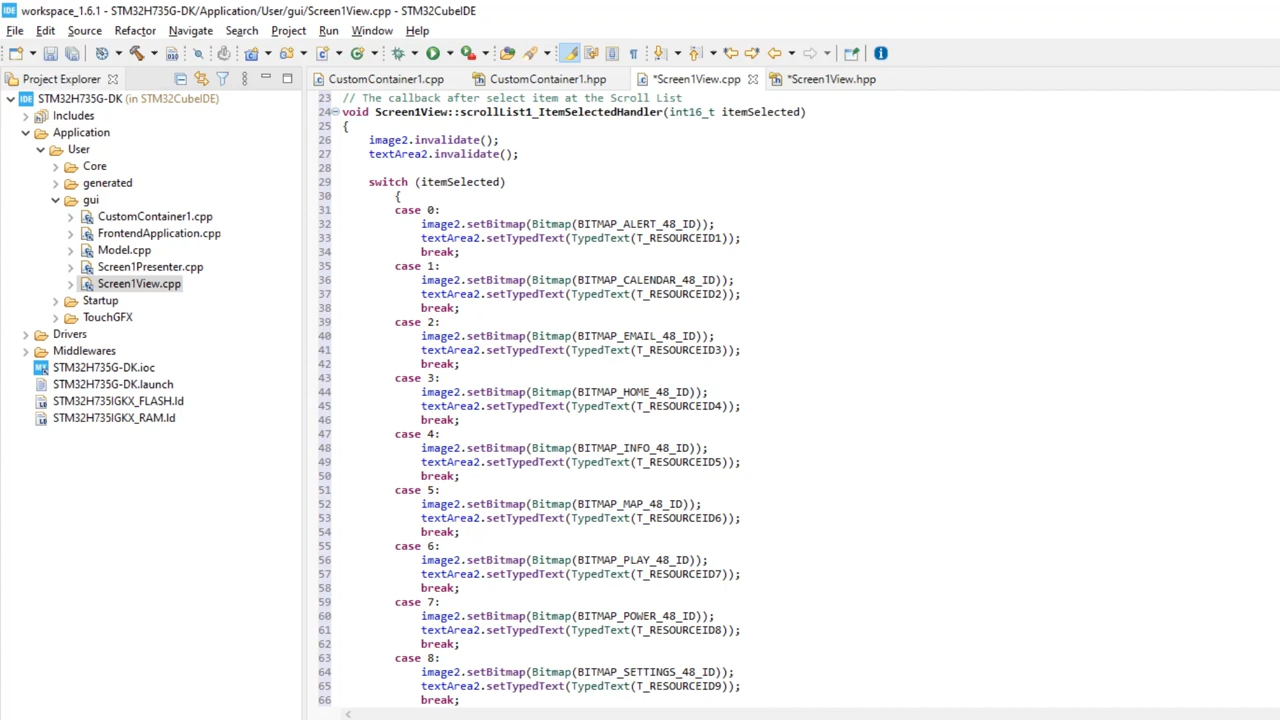 IDE workspace_1.6.1 - STM32H735G-DK/Application/User/gui/Screen1View.cpp - STM32CubeIDE
File Edit Source Refactor Navigate Search Project Run Window Help
Project Explorer
IDE STM32H735G-DK (in STM32CubeIDE)
Includes
Application
User
Core
generated
gui
CustomContainer1.cpp
FrontendApplication.cpp
Model.cpp
Screen1Presenter.cpp
Screen1View.cpp
Startup
TouchGFX
Drivers
Middlewares
MX STM32H735G-DK.ioc
STM32H735G-DK.launch
STM32H735IGKX_FLASH.ld
STM32H735IGKX_RAM.ld
CustomContainer1.cpp CustomContainer1.hpp *Screen1View.cpp *Screen1View.hpp
23 // The callback after select item at the Scroll List
24 void Screen1View::scrollList1_ItemSelectedHandler(int16_t itemSelected)
25 {
26 image2.invalidate();
27 textArea2.invalidate();
28
29 switch (itemSelected)
30 {
31 case 0:
32 image2.setBitmap(Bitmap(BITMAP_ALERT_48_ID));
33 textArea2.setTypedText(TypedText(T_RESOURCEID1));
34 break;
35 case 1:
36 image2.setBitmap(Bitmap(BITMAP_CALENDAR_48_ID));
37 textArea2.setTypedText(TypedText(T_RESOURCEID2));
38 break;
39 case 2:
40 image2.setBitmap(Bitmap(BITMAP_EMAIL_48_ID));
41 textArea2.setTypedText(TypedText(T_RESOURCEID3));
42 break;
43 case 3:
44 image2.setBitmap(Bitmap(BITMAP_HOME_48_ID));
45 textArea2.setTypedText(TypedText(T_RESOURCEID4));
46 break;
47 case 4:
48 image2.setBitmap(Bitmap(BITMAP_INFO_48_ID));
49 textArea2.setTypedText(TypedText(T_RESOURCEID5));
50 break;
51 case 5:
52 image2.setBitmap(Bitmap(BITMAP_MAP_48_ID));
53 textArea2.setTypedText(TypedText(T_RESOURCEID6));
54 break;
55 case 6:
56 image2.setBitmap(Bitmap(BITMAP_PLAY_48_ID));
57 textArea2.setTypedText(TypedText(T_RESOURCEID7));
58 break;
59 case 7:
60 image2.setBitmap(Bitmap(BITMAP_POWER_48_ID));
61 textArea2.setTypedText(TypedText(T_RESOURCEID8));
62 break;
63 case 8:
64 image2.setBitmap(Bitmap(BITMAP_SETTINGS_48_ID));
65 textArea2.setTypedText(TypedText(T_RESOURCEID9));
66 break;